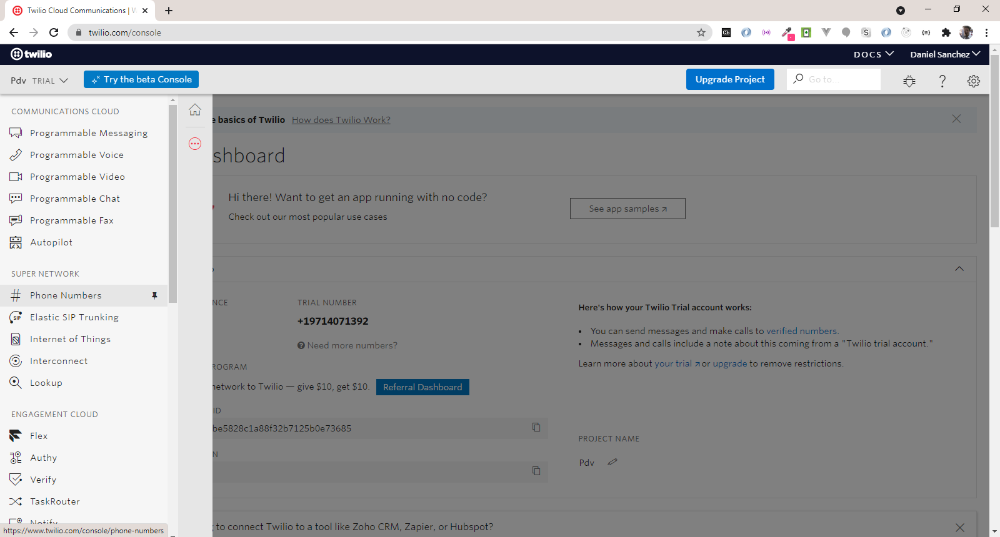 Twilio Cloud Communications | W
twilio.com/console
twilio
DOCS
Daniel Sanchez
Pdv TRIAL
Try the beta Console
Upgrade Project
Go to...
COMMUNICATIONS CLOUD
Programmable Messaging
Programmable Voice
Programmable Video
Programmable Chat
Programmable Fax
Autopilot
SUPER NETWORK
Phone Numbers
Elastic SIP Trunking
Internet of Things
Interconnect
Lookup
ENGAGEMENT CLOUD
Flex
Authy
Verify
TaskRouter
Notify
https://www.twilio.com/console/phone-numbers
e basics of Twilio How does Twilio Work?
shboard
Hi there! Want to get an app running with no code?
Check out our most popular use cases
See app samples
NCE
TRIAL NUMBER
+19714071392
Need more numbers?
ROGRAM
network to Twilio — give $10, get $10. Referral Dashboard
ID
be5828c1a88f32b7125b0e73685
N
Here's how your Twilio Trial account works:
• You can send messages and make calls to verified numbers.
• Messages and calls include a note about this coming from a "Twilio trial account."
Learn more about your trial or upgrade to remove restrictions.
PROJECT NAME
Pdv
g to connect Twilio to a tool like Zoho CRM, Zapier, or Hubspot?